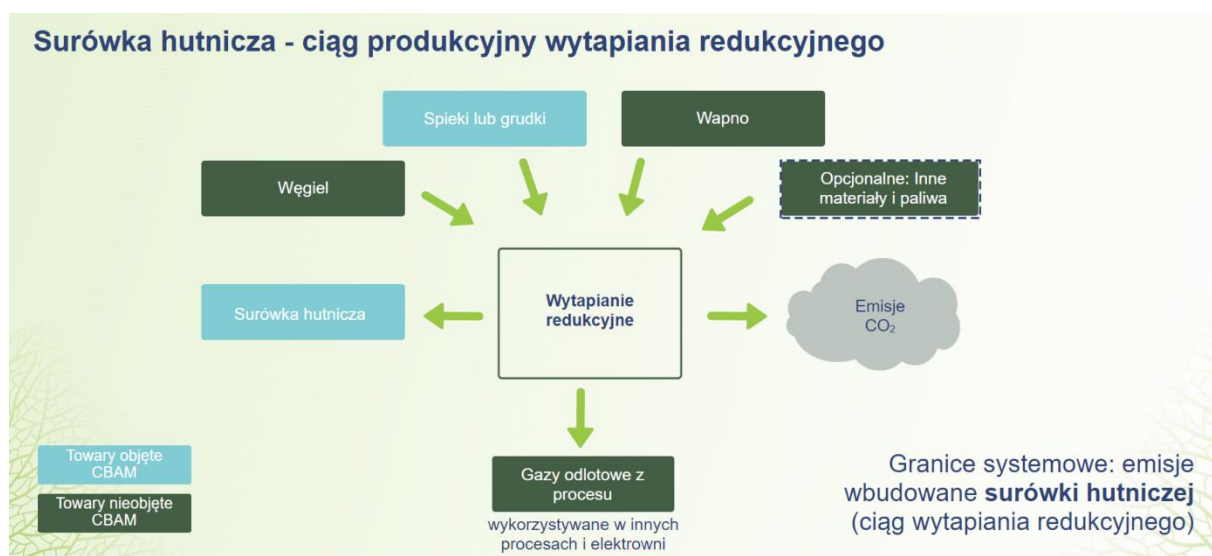 Surówka hutnicza - ciąg produkcyjny wytapiania redukcyjnego
Spieki lub grudki
Wapno
Węgiel
Opcjonalne: Inne
materiały i paliwa
Surówka hutnicza
Wytapianie
redukcyjne
Emisje
CO₂
Towary objęte
CBAM
Towary nieobjęte
CBAM
Gazy odlotowe z
procesu
wykorzystywane w innych
procesach i elektrowni
Granice systemowe: emisje
wbudowane surówki hutniczej
(ciąg wytapiania redukcyjnego)